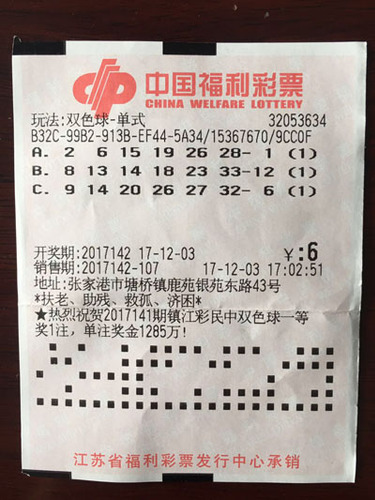 中国福利彩票
CHINA WELFARE LOTTERY
玩法:双色球-单式 32053634
B32C-99B2-913B-EF44-5A34/15367670/9CC0F
A. 2 6 15 19 26 28- 1 (1)
B. 8 13 14 18 23 33-12 (1)
C. 9 14 20 26 27 32- 6 (1)
开奖期:2017142 17-12-03 ¥:6
销售期:2017142-107 17-12-03 17:02:51
地址:张家港市塘桥镇鹿苑银苑东路43号
*扶老、助残、救孤、济困*
★热烈祝贺2017141期镇江彩民中双色球一等
奖1注，单注奖金1285万!
江苏省福利彩票发行中心承销